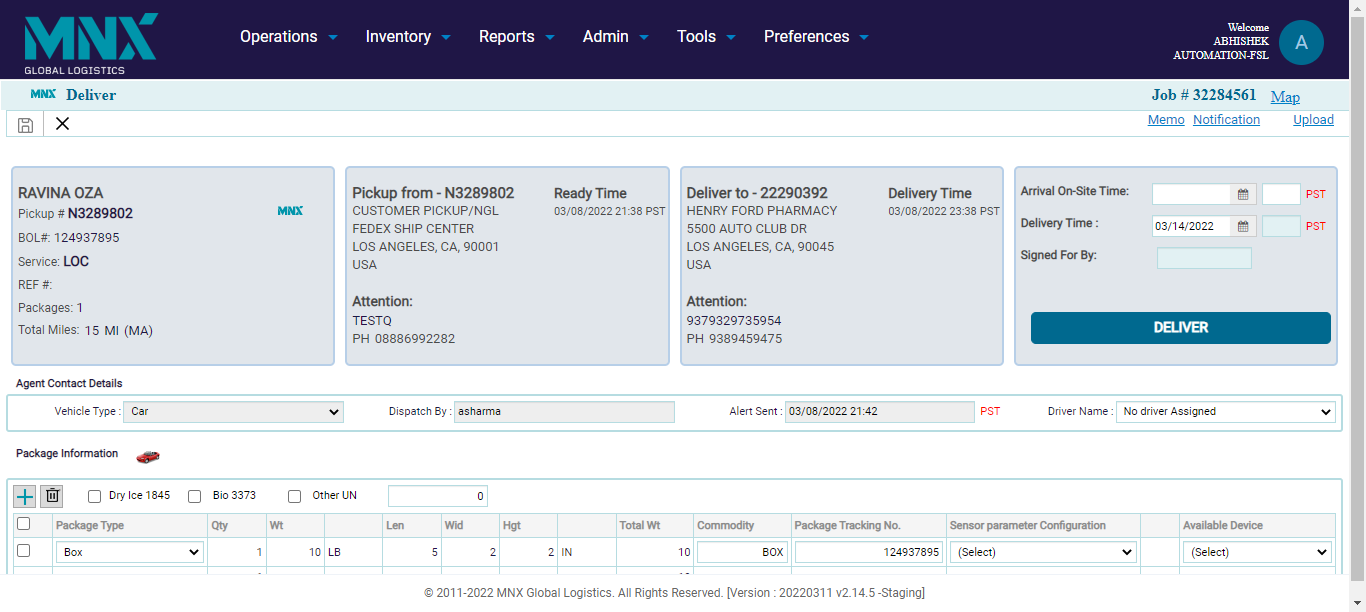 MNX
GLOBAL LOGISTICS
Operations Inventory Reports Admin Tools Preferences
Welcome
ABHISHEK
AUTOMATION-FSL
A
MNX Deliver
Job # 32284561 Map
Memo Notification Upload
RAVINA OZA
Pickup # N3289802
MNX
BOL#: 124937895
Service: LOC
REF #:
Packages: 1
Total Miles: 15 MI (MA)
Pickup from - N3289802
CUSTOMER PICKUP/NGL
FEDEX SHIP CENTER
LOS ANGELES, CA, 90001
USA
Attention:
TESTQ
PH 08886992282
Ready Time
03/08/2022 21:38 PST
Deliver to - 22290392
HENRY FORD PHARMACY
5500 AUTO CLUB DR
LOS ANGELES, CA, 90045
USA
Attention:
9379329735954
PH 9389459475
Delivery Time
03/08/2022 23:38 PST
Arrival On-Site Time: PST
Delivery Time : 03/14/2022 PST
Signed For By:
DELIVER
Agent Contact Details
Vehicle Type : Car Dispatch By : asharma Alert Sent : 03/08/2022 21:42 PST Driver Name : No driver Assigned
Package Information
Dry Ice 1845 Bio 3373 Other UN 0
Package Type Qty Wt Len Wid Hgt Total Wt Commodity Package Tracking No. Sensor parameter Configuration Available Device
Box 1 10 LB 5 2 2 IN 10 BOX 124937895 (Select) (Select)
© 2011-2022 MNX Global Logistics. All Rights Reserved. [Version : 20220311 v2.14.5 -Staging]